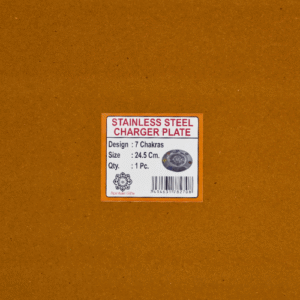 STAINLESS STEEL
CHARGER PLATE
Design : 7 Chakras
Size : 24.5 Cm.
Qty. : 1 Pc.